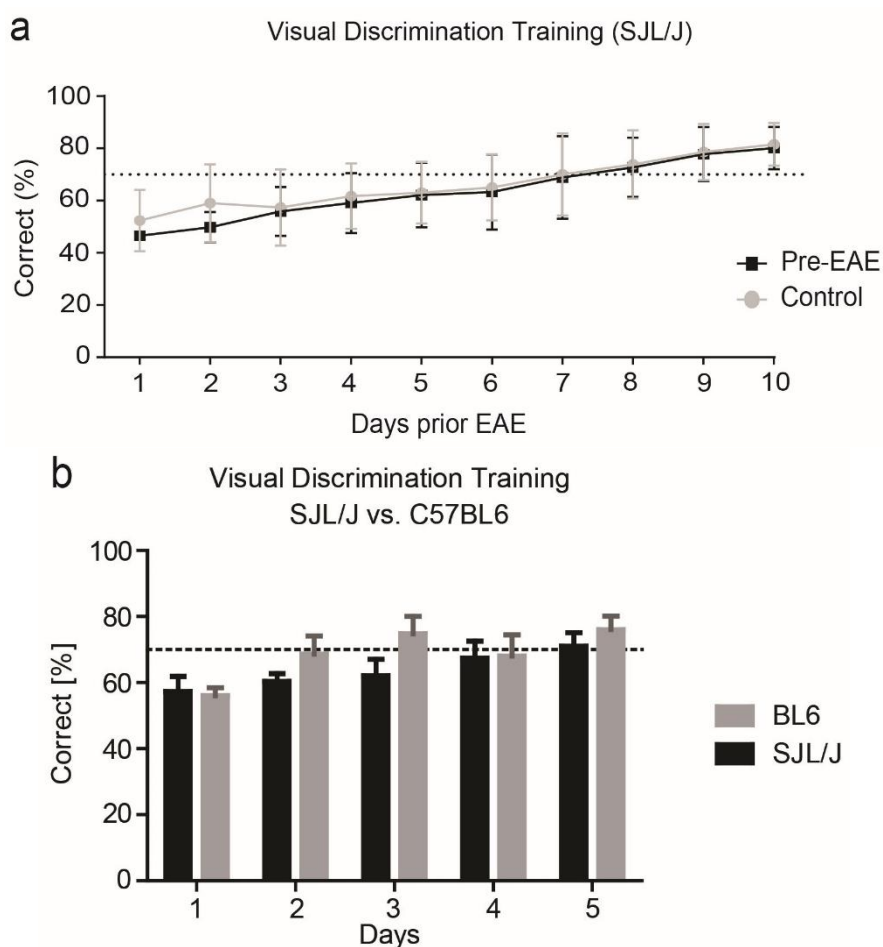 a
Visual Discrimination Training (SJL/J)
100
80
60
40
20
0
Correct (%)
Pre-EAE
Control
1 2 3 4 5 6 7 8 9 10
Days prior EAE
b
Visual Discrimination Training
SJL/J vs. C57BL6
100
80
60
40
20
0
Correct [%]
BL6
SJL/J
1 2 3 4 5
Days